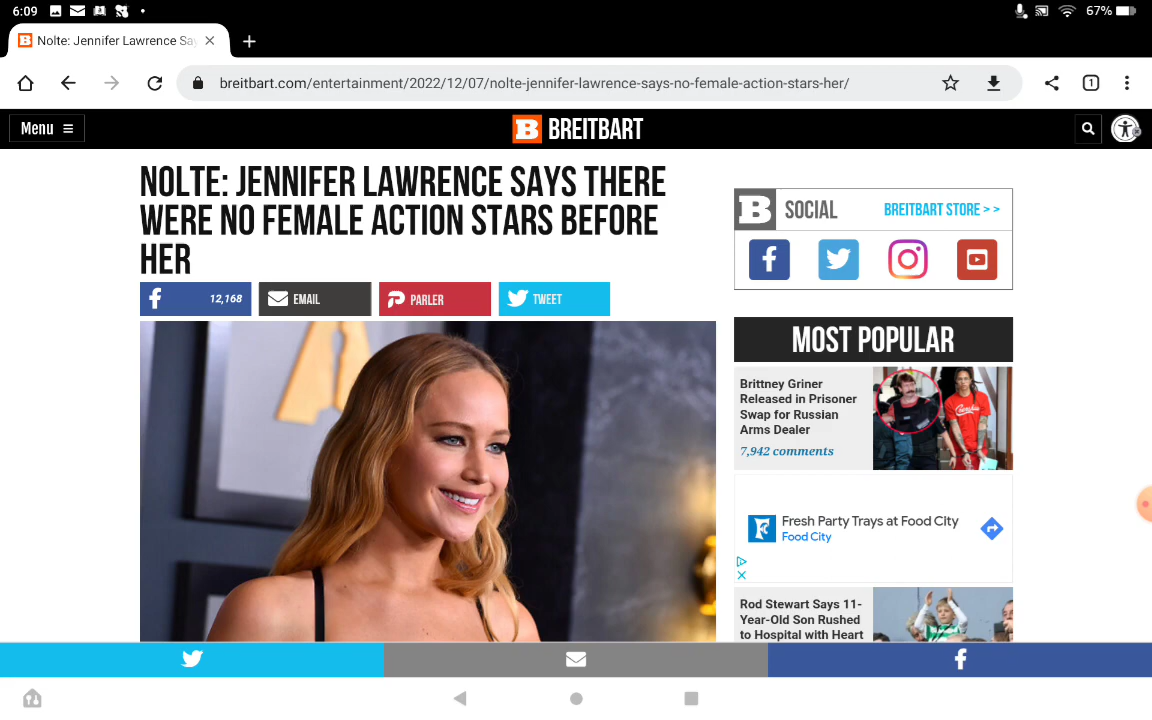 6:09
67%
Nolte: Jennifer Lawrence Sa
breitbart.com/entertainment/2022/12/07/nolte-jennifer-lawrence-says-no-female-action-stars-her/
1
Menu
B BREITBART
NOLTE: JENNIFER LAWRENCE SAYS THERE
WERE NO FEMALE ACTION STARS BEFORE
HER
12,168
EMAIL
PARLER
TWEET
B SOCIAL
BREITBART STORE > >
MOST POPULAR
Brittney Griner
Released in Prisoner
Swap for Russian
Arms Dealer
7,942 comments
Fresh Party Trays at Food City
Food City
Rod Stewart Says 11-
Year-Old Son Rushed
to Hospital with Heart